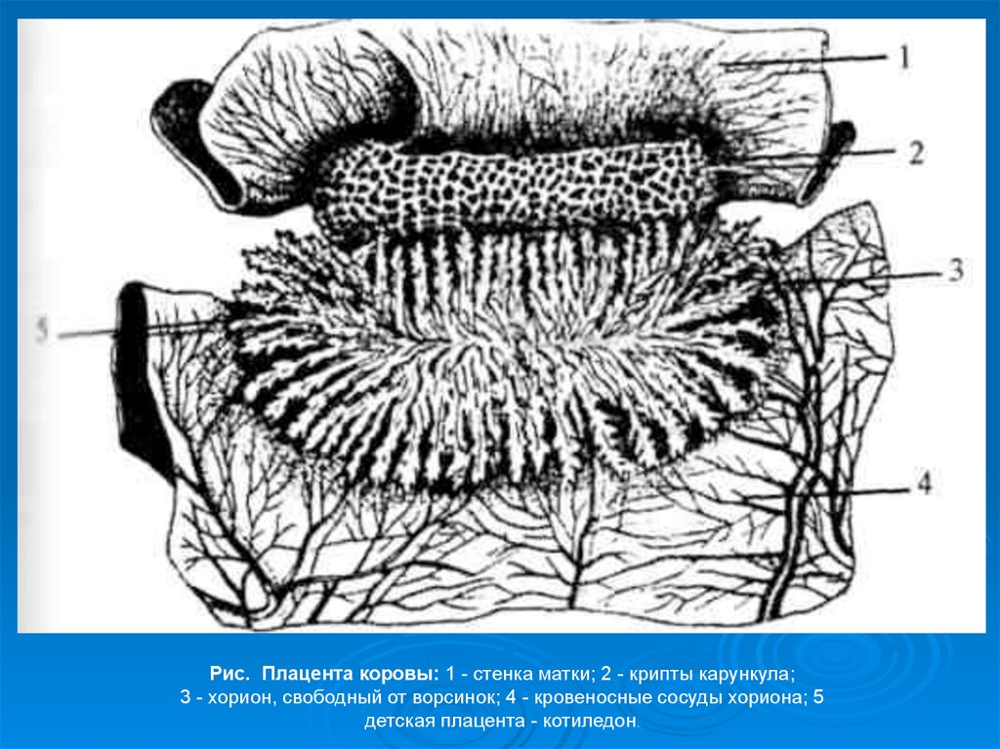 1
2
3
5
4
Рис. Плацента коровы: 1 - стенка матки; 2 - крипты карункула;
3 - хорион, свободный от ворсинок; 4 - кровеносные сосуды хориона; 5
детская плацента - котиледон.